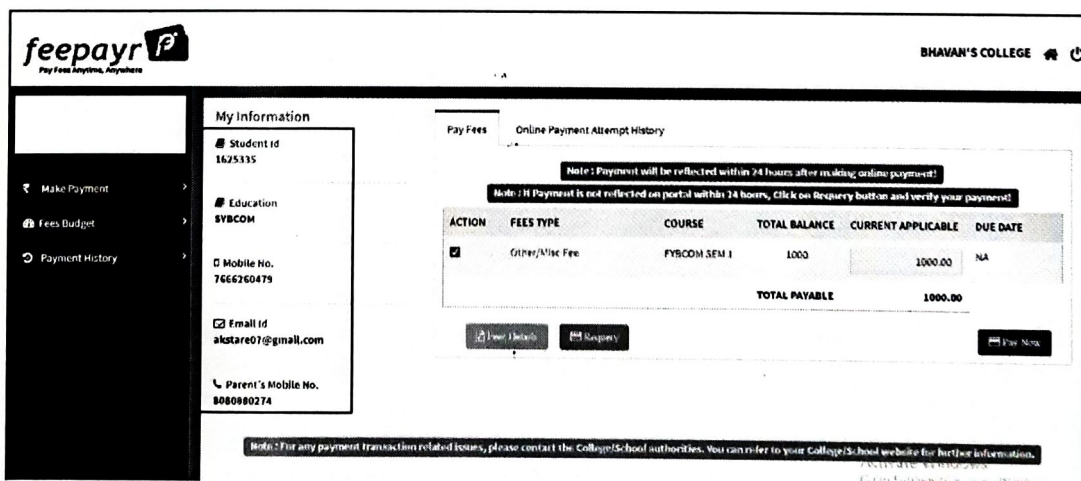 feepayr
Pay Fees Anytime, Anywhere
BHAVAN'S COLLEGE
Make Payment
Fees Budget
Payment History
My Information
Student Id
1625335
Education
SYBCOM
Mobile No.
7666260479
Email Id
akstare07@gmail.com
Parent's Mobile No.
8080880274
Pay Fees Online Payment Attempt History
Note : Payment will be reflected within 24 hours after making online payment!
Note : If Payment is not reflected on portal within 24 hours, Click on Requery button and verify your payment!
ACTION FEES TYPE COURSE TOTAL BALANCE CURRENT APPLICABLE DUE DATE
Other/Misc Fee FYBCOM SEM I 1000 1000.00 NA
TOTAL PAYABLE 1000.00
Requery Pay Now
Note : For any payment transaction related issues, please contact the College/School authorities. You can refer to your College/School website for further information.
Activate Windows